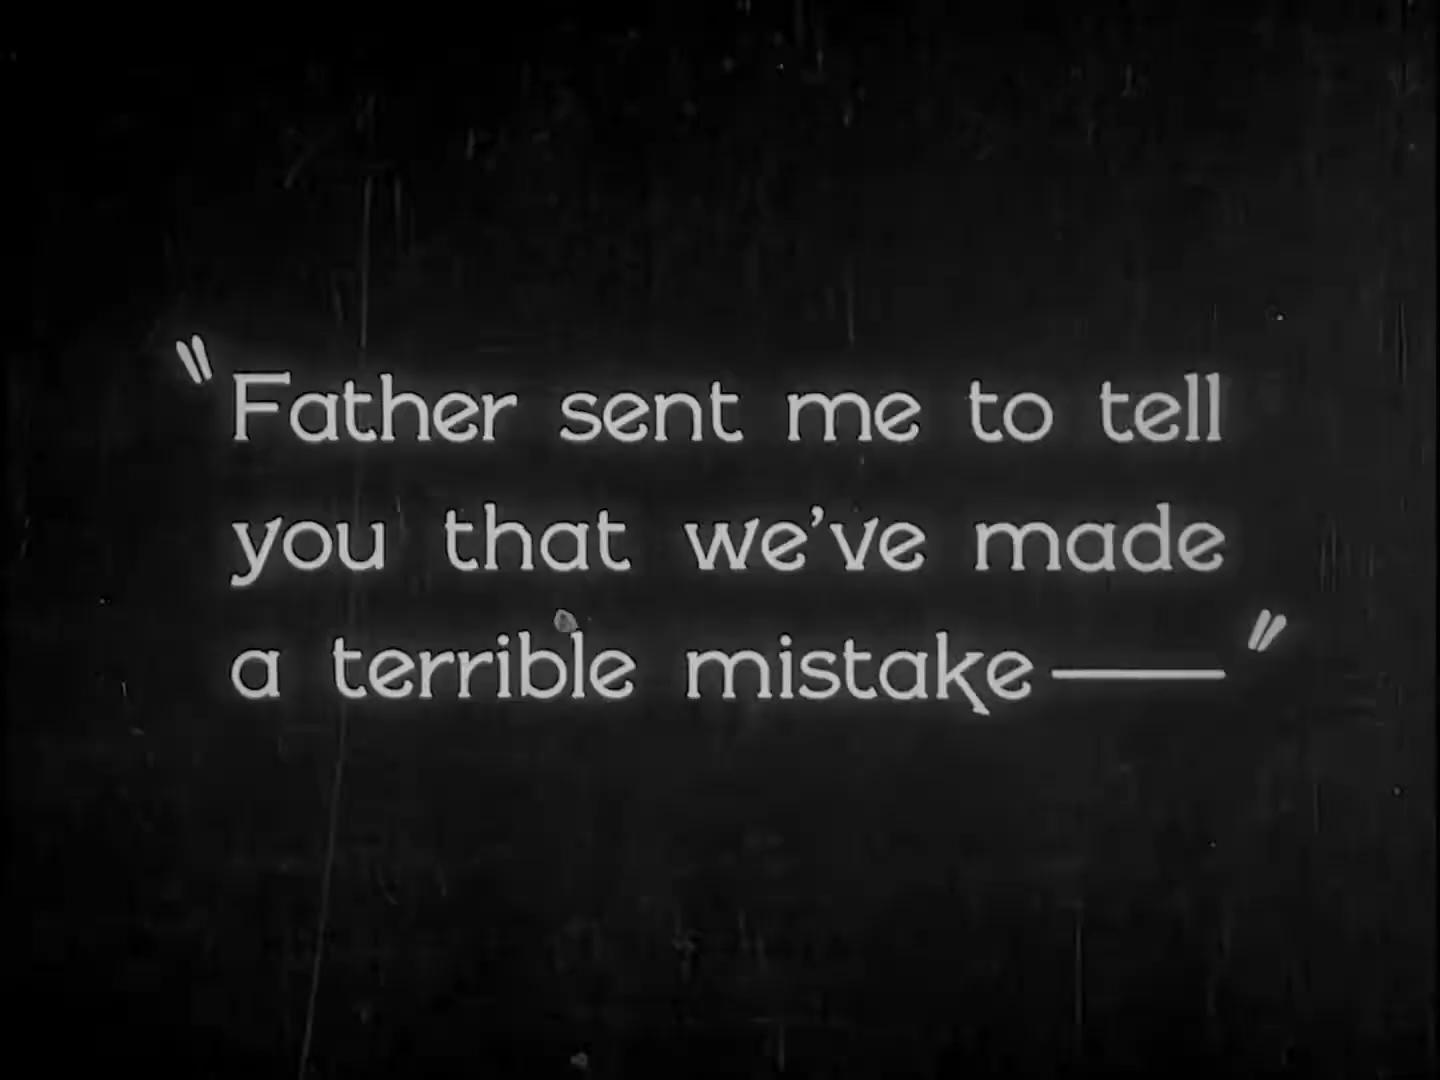 "Father sent me to tell
you that we've made
a terrible mistake——"